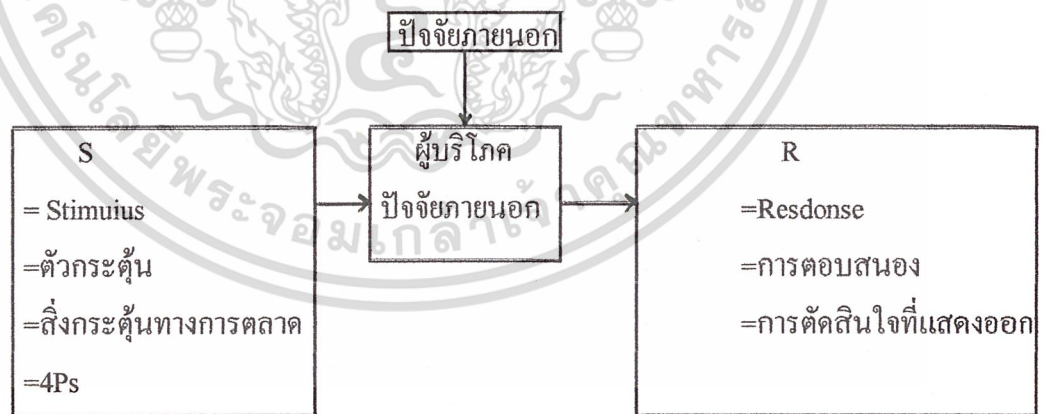 ปัจจัยภายนอก
S
= Stimuius
=ตัวกระตุ้น
=สิ่งกระตุ้นทางการตลาด
=4Ps
ผู้บริโภค
ปัจจัยภายนอก
R
=Resdonse
=การตอบสนอง
=การตัดสินใจที่แสดงออก